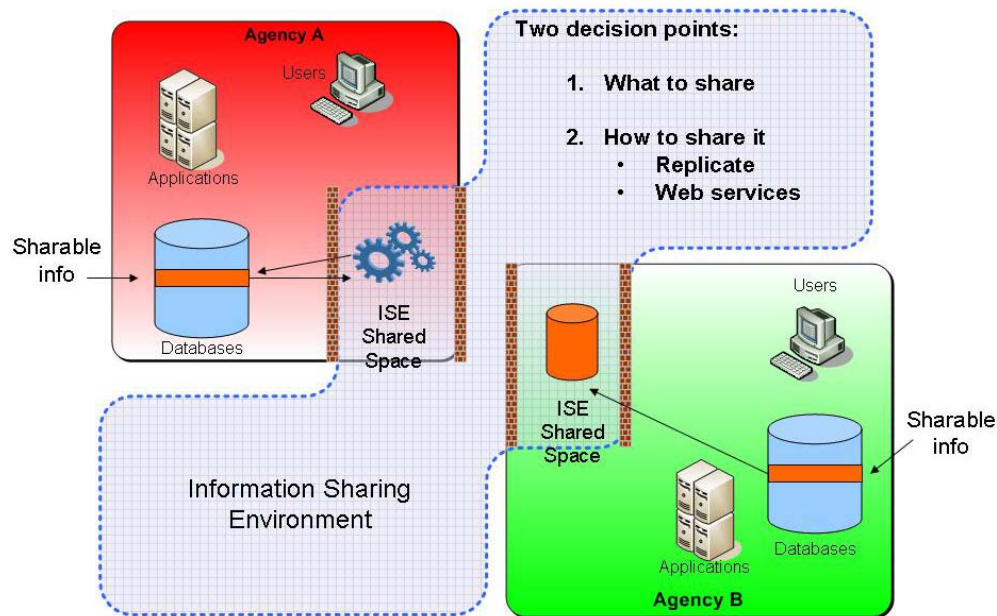 Agency A
Users
Applications
Sharable
info
Databases
ISE
Shared
Space
Two decision points:
1. What to share
2. How to share it
• Replicate
• Web services
Information Sharing
Environment
Users
ISE
Shared
Space
Sharable
info
Applications
Databases
Agency B